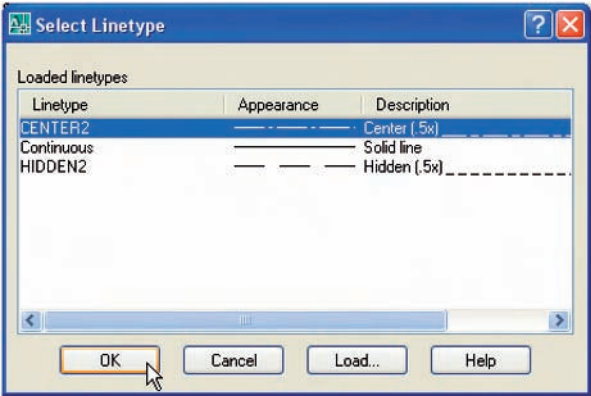 Select Linetype
Loaded linetypes
Linetype Appearance Description
CENTER2 Center (.5x)
Continuous Solid line
HIDDEN2 Hidden (.5x)
OK Cancel Load... Help